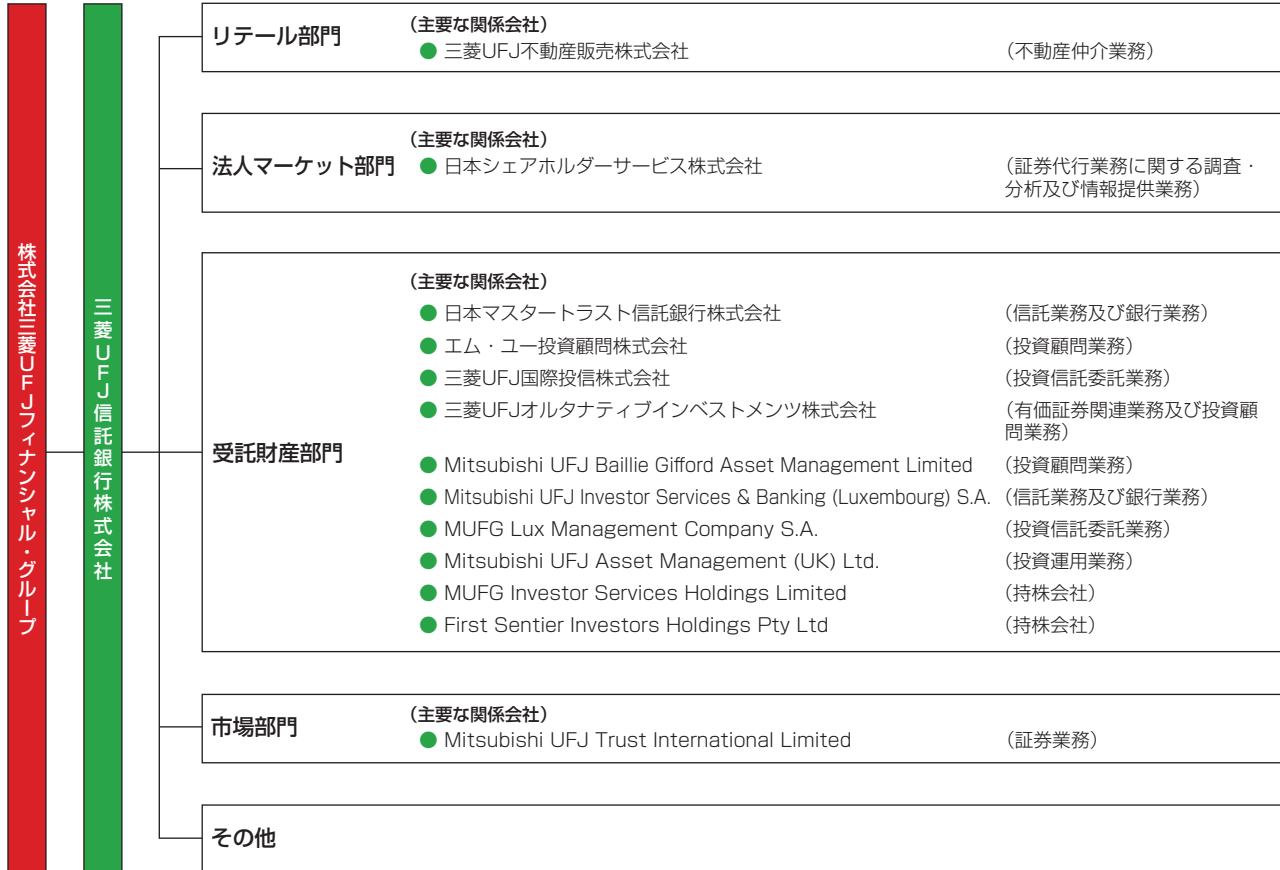 株式会社三菱UFJフィナンシャル・グループ
三菱UFJ信託銀行株式会社
リテール部門
(主要な関係会社)
● 三菱UFJ不動産販売株式会社 (不動産仲介業務)
法人マーケット部門
(主要な関係会社)
● 日本シェアホルダーサービス株式会社 (証券代行業務に関する調査・
分析及び情報提供業務)
受託財産部門
(主要な関係会社)
● 日本マスタートラスト信託銀行株式会社 (信託業務及び銀行業務)
● エム・ユー投資顧問株式会社 (投資顧問業務)
● 三菱UFJ国際投信株式会社 (投資信託委託業務)
● 三菱UFJオルタナティブインベストメンツ株式会社 (有価証券関連業務及び投資顧
問業務)
● Mitsubishi UFJ Baillie Gifford Asset Management Limited (投資顧問業務)
● Mitsubishi UFJ Investor Services & Banking (Luxembourg) S.A. (信託業務及び銀行業務)
● MUFG Lux Management Company S.A. (投資信託委託業務)
● Mitsubishi UFJ Asset Management (UK) Ltd. (投資運用業務)
● MUFG Investor Services Holdings Limited (持株会社)
● First Sentier Investors Holdings Pty Ltd (持株会社)
市場部門
(主要な関係会社)
● Mitsubishi UFJ Trust International Limited (証券業務)
その他